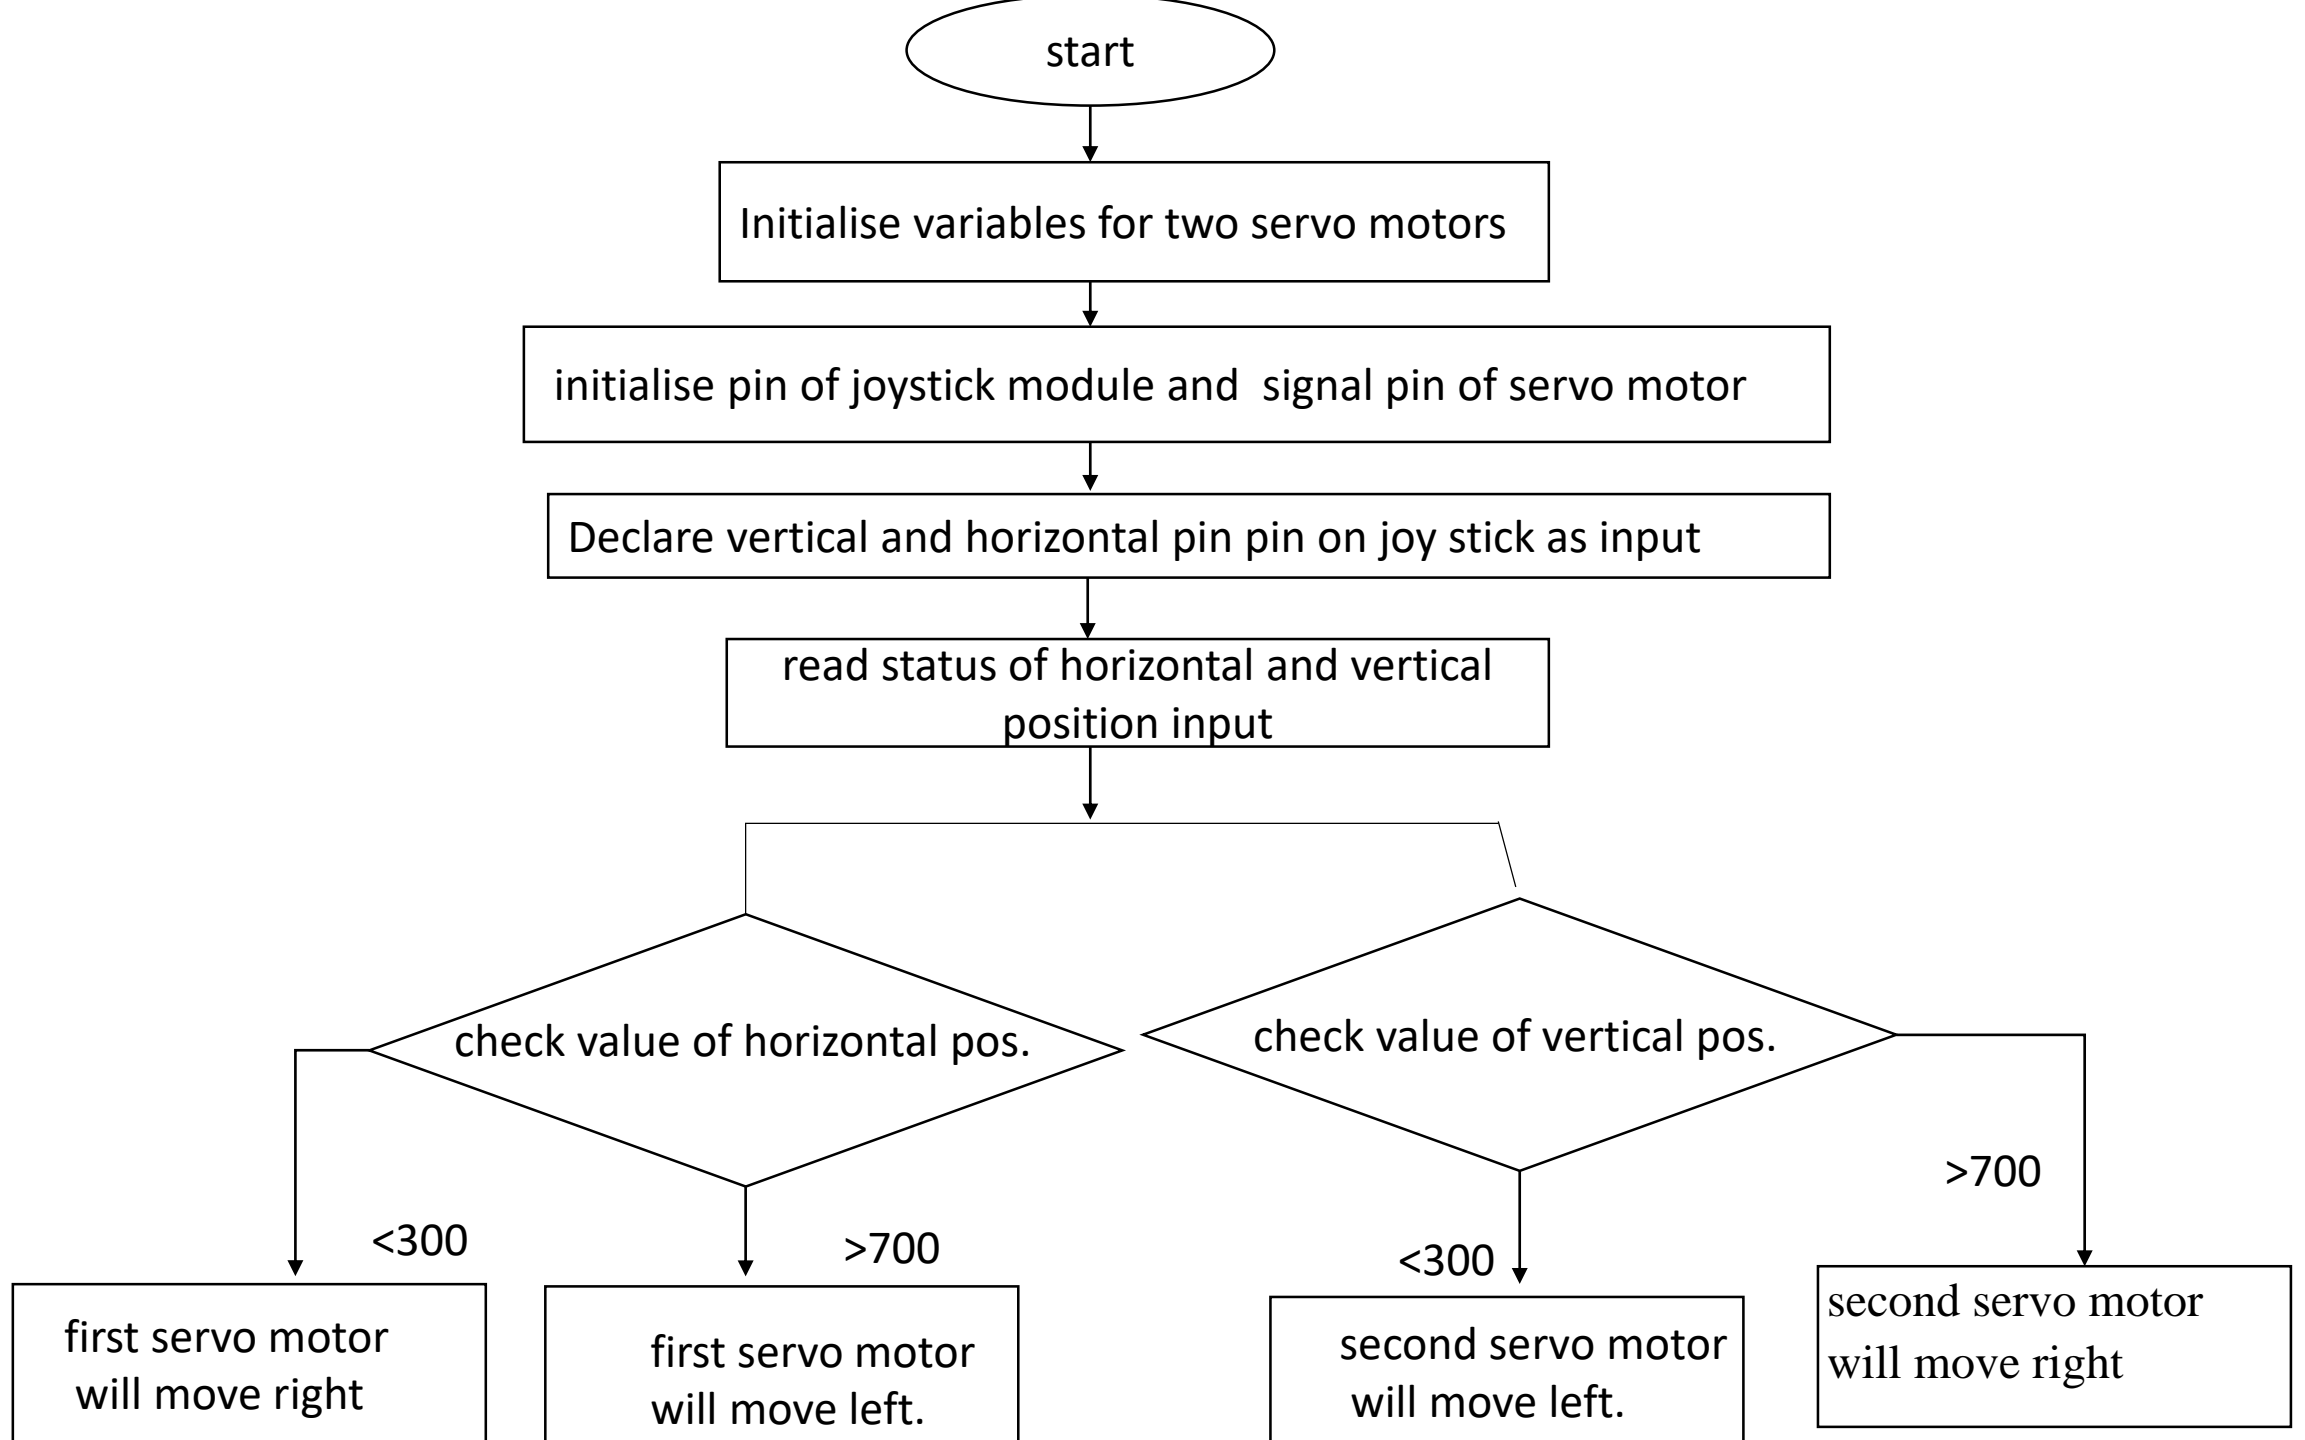 start
Initialise variables for two servo motors
initialise pin of joystick module and  signal pin of servo motor
Declare vertical and horizontal pin pin on joy stick as input
read status of horizontal and vertical
position input
check value of horizontal pos.
check value of vertical pos.
<300
>700
<300
>700
first servo motor
will move right
first servo motor
will move left.
second servo motor
will move left.
second servo motor
will move right